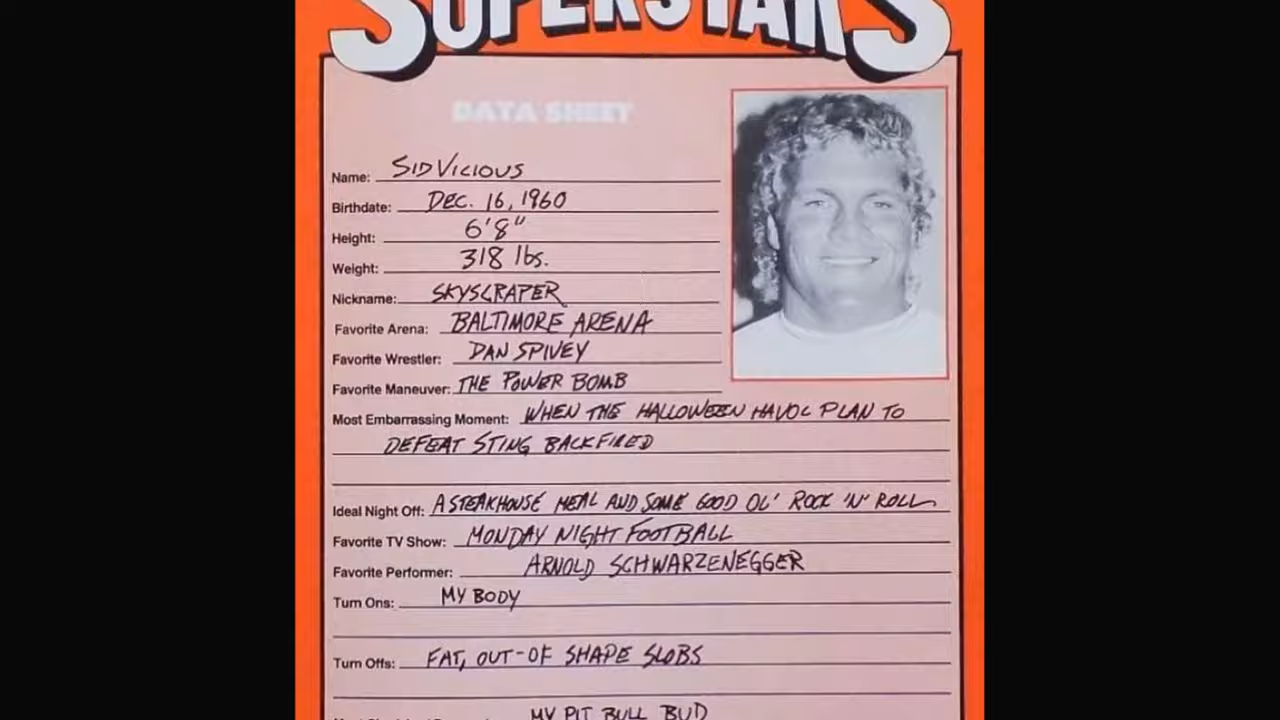 SUPERSTARS
DATA SHEET
Name: SID VICIOUS
Birthdate: DEC. 16, 1960
Height: 6'8"
Weight: 318 lbs.
Nickname: SKYSCRAPER
Favorite Arena: BALTIMORE ARENA
Favorite Wrestler: DAN SPIVEY
Favorite Maneuver: THE POWER BOMB
Most Embarrassing Moment: WHEN THE HALLOWEEN HAVOC PLAN TO
DEFEAT STING BACKFIRED
Ideal Night Off: A STEAKHOUSE MEAL AND SOME GOOD OL' ROCK 'N' ROLL
Favorite TV Show: MONDAY NIGHT FOOTBALL
Favorite Performer: ARNOLD SCHWARZENEGGER
Turn Ons: MY BODY
Turn Offs: FAT, OUT-OF SHAPE SLOBS
MY PIT BULL BUD